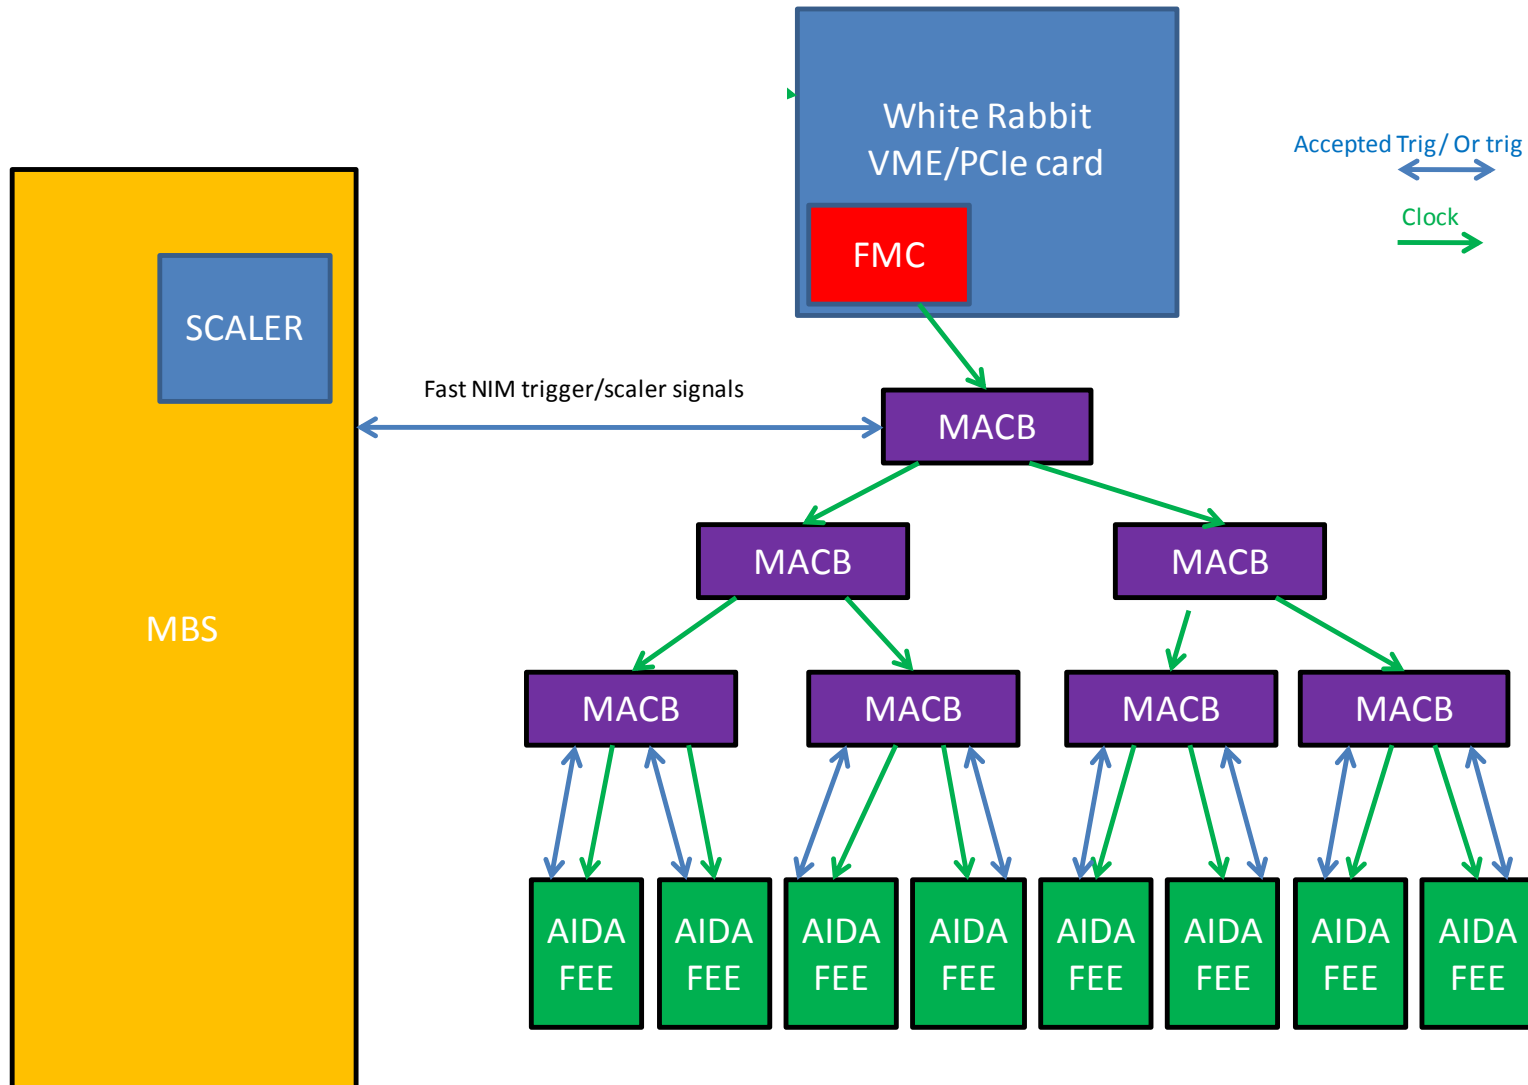 White Rabbit
VME/PCIe card
FMC
Accepted Trig/ Or trig
Clock
SCALER
Fast NIM trigger/scaler signals
MACB
MACB
MACB
MBS
MACB
MACB
MACB
MACB
AIDA
FEE
AIDA
FEE
AIDA
FEE
AIDA
FEE
AIDA
FEE
AIDA
FEE
AIDA
FEE
AIDA
FEE